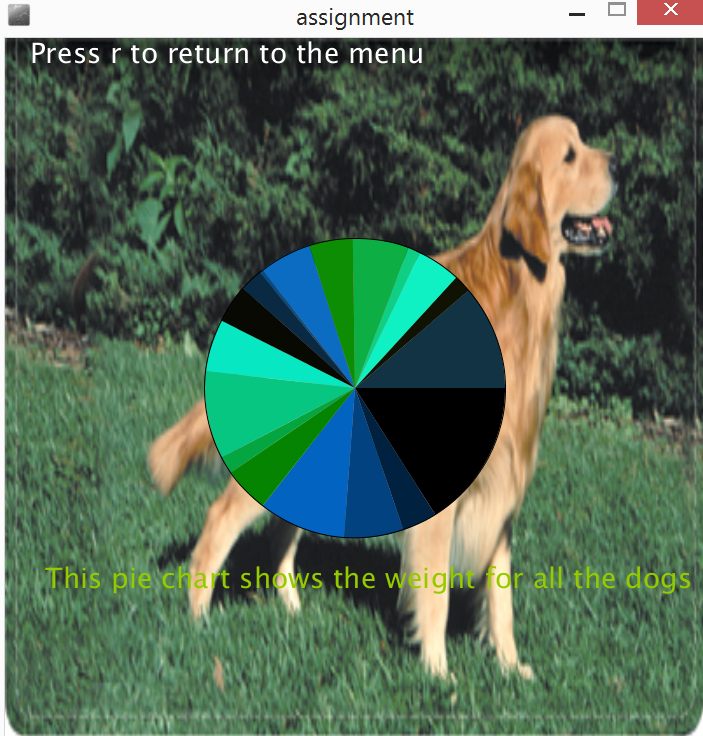 assignment
Press r to return to the menu
This pie chart shows the weight for all the dogs